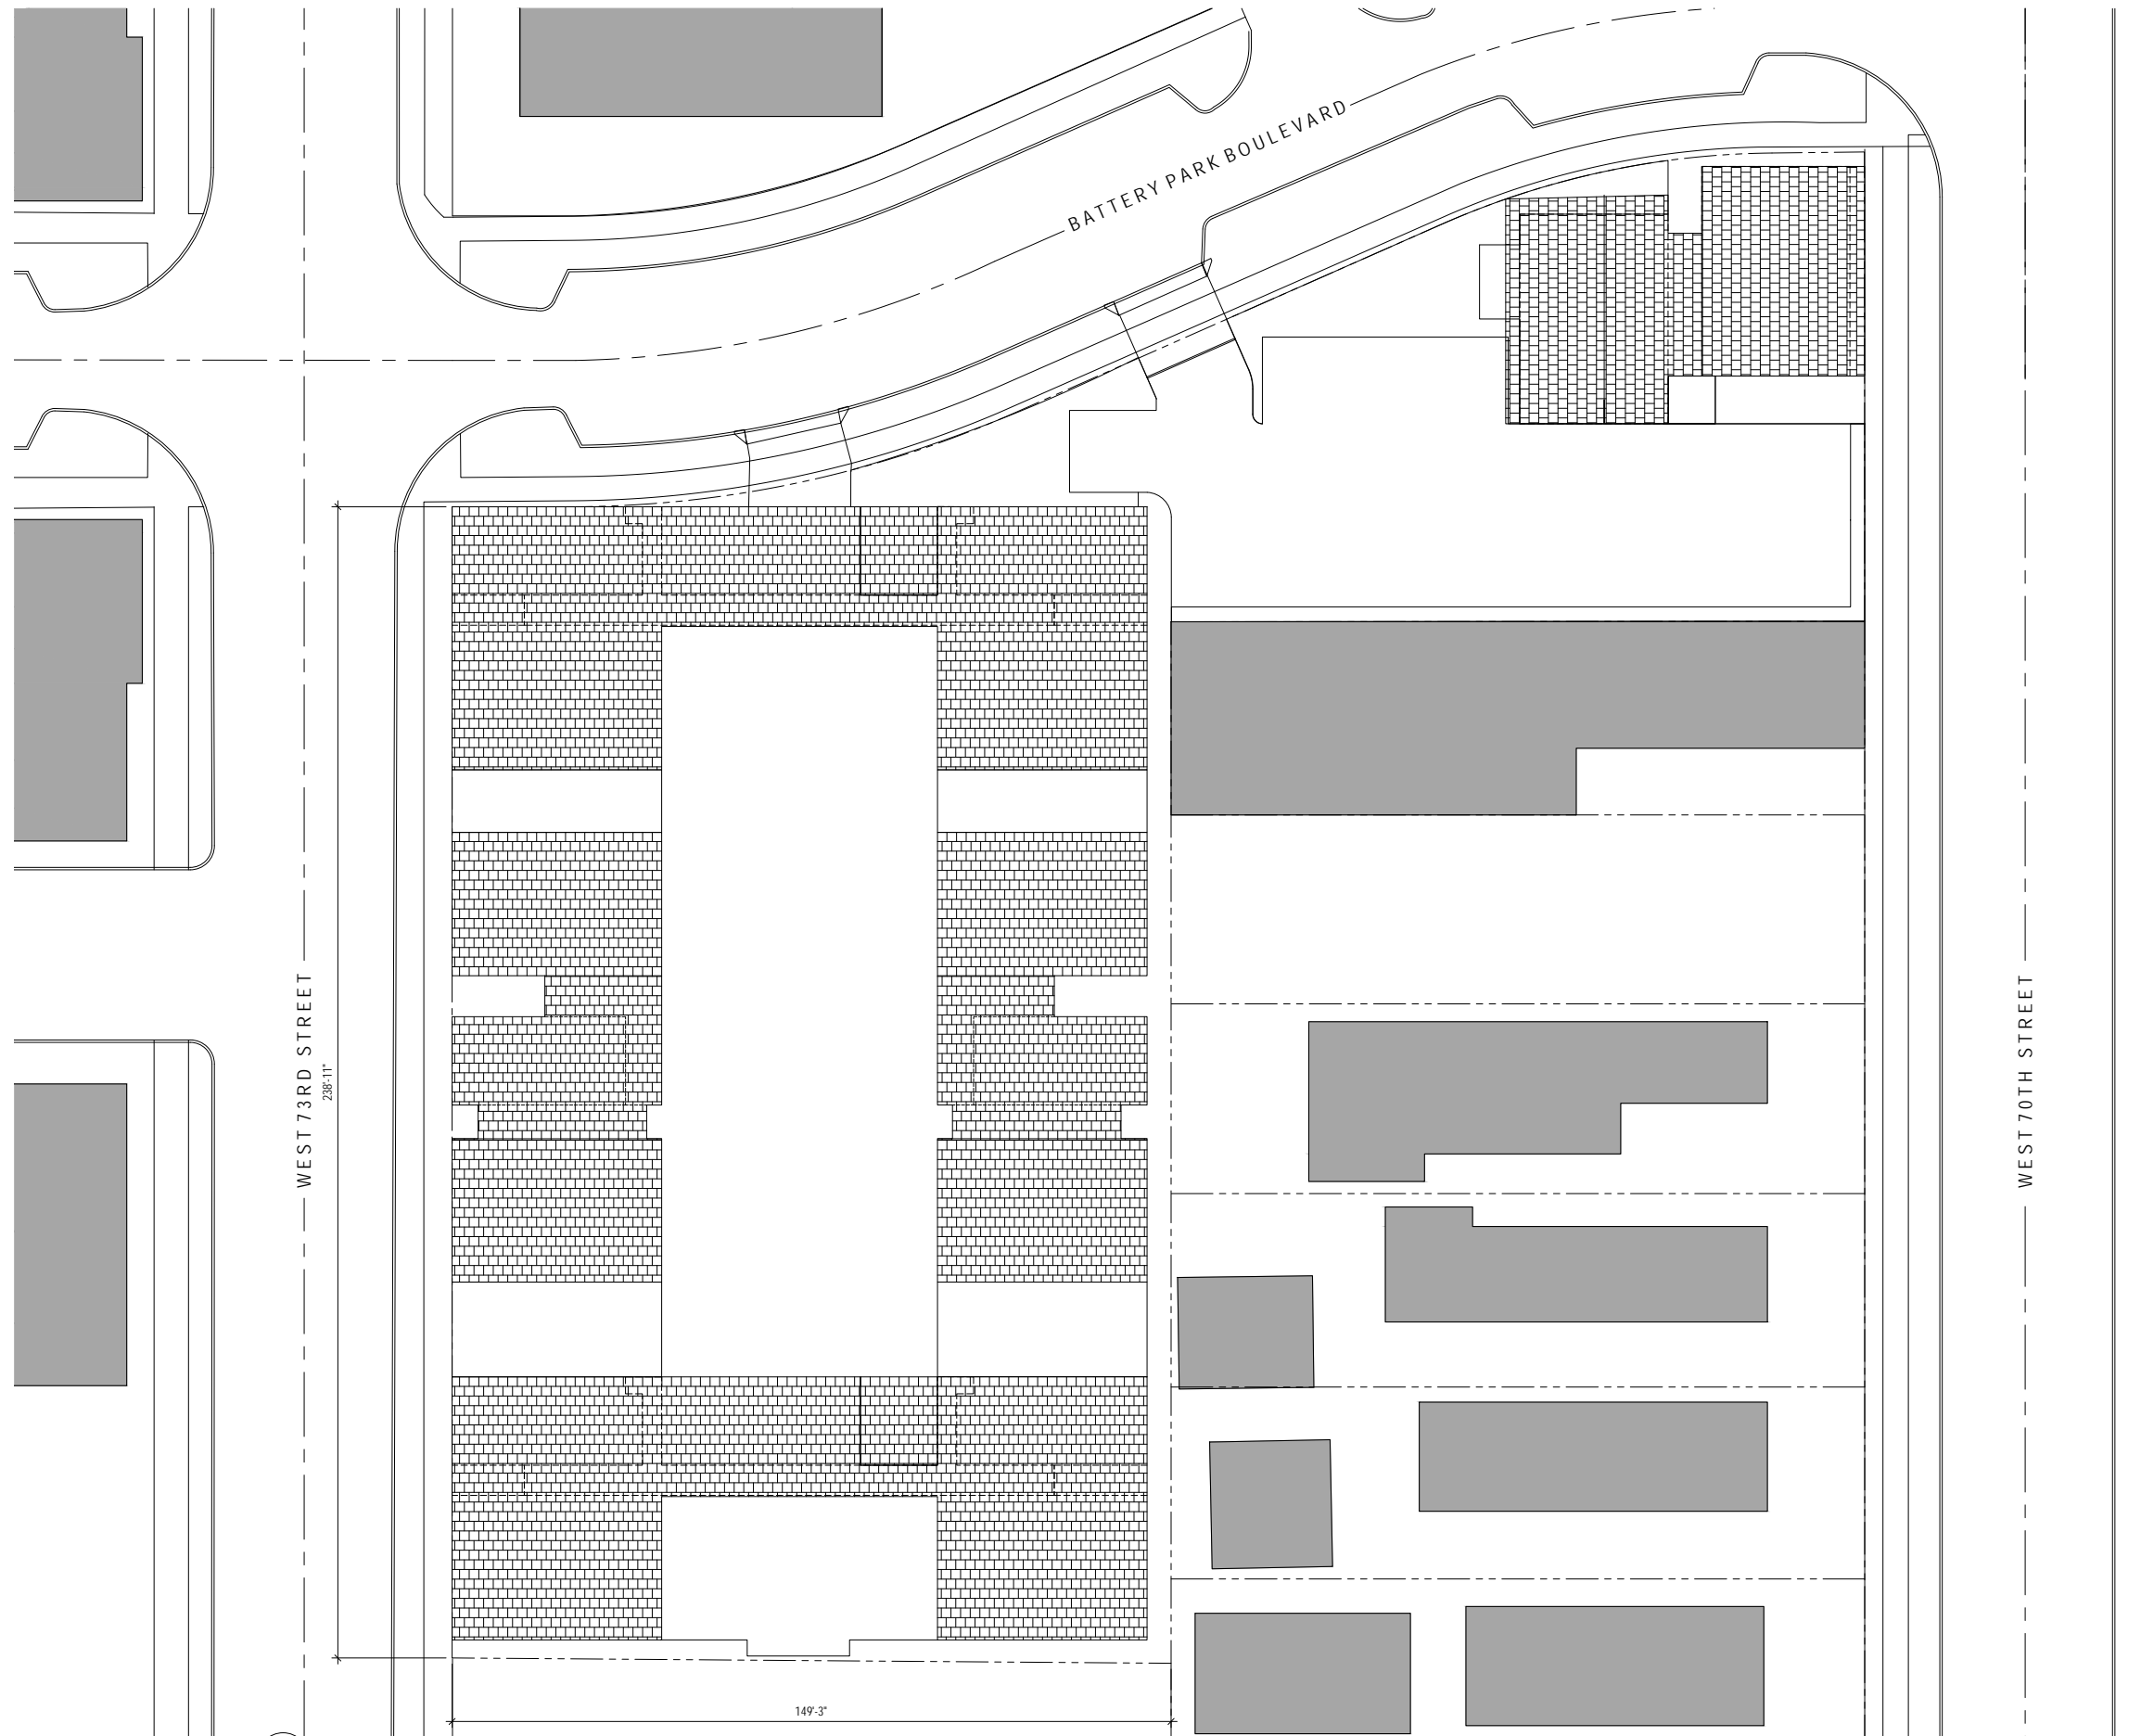 BATTERY PARK BOULEVARD
WEST 73RD STREET
238'-11"
WEST 70TH STREET
149'-3"